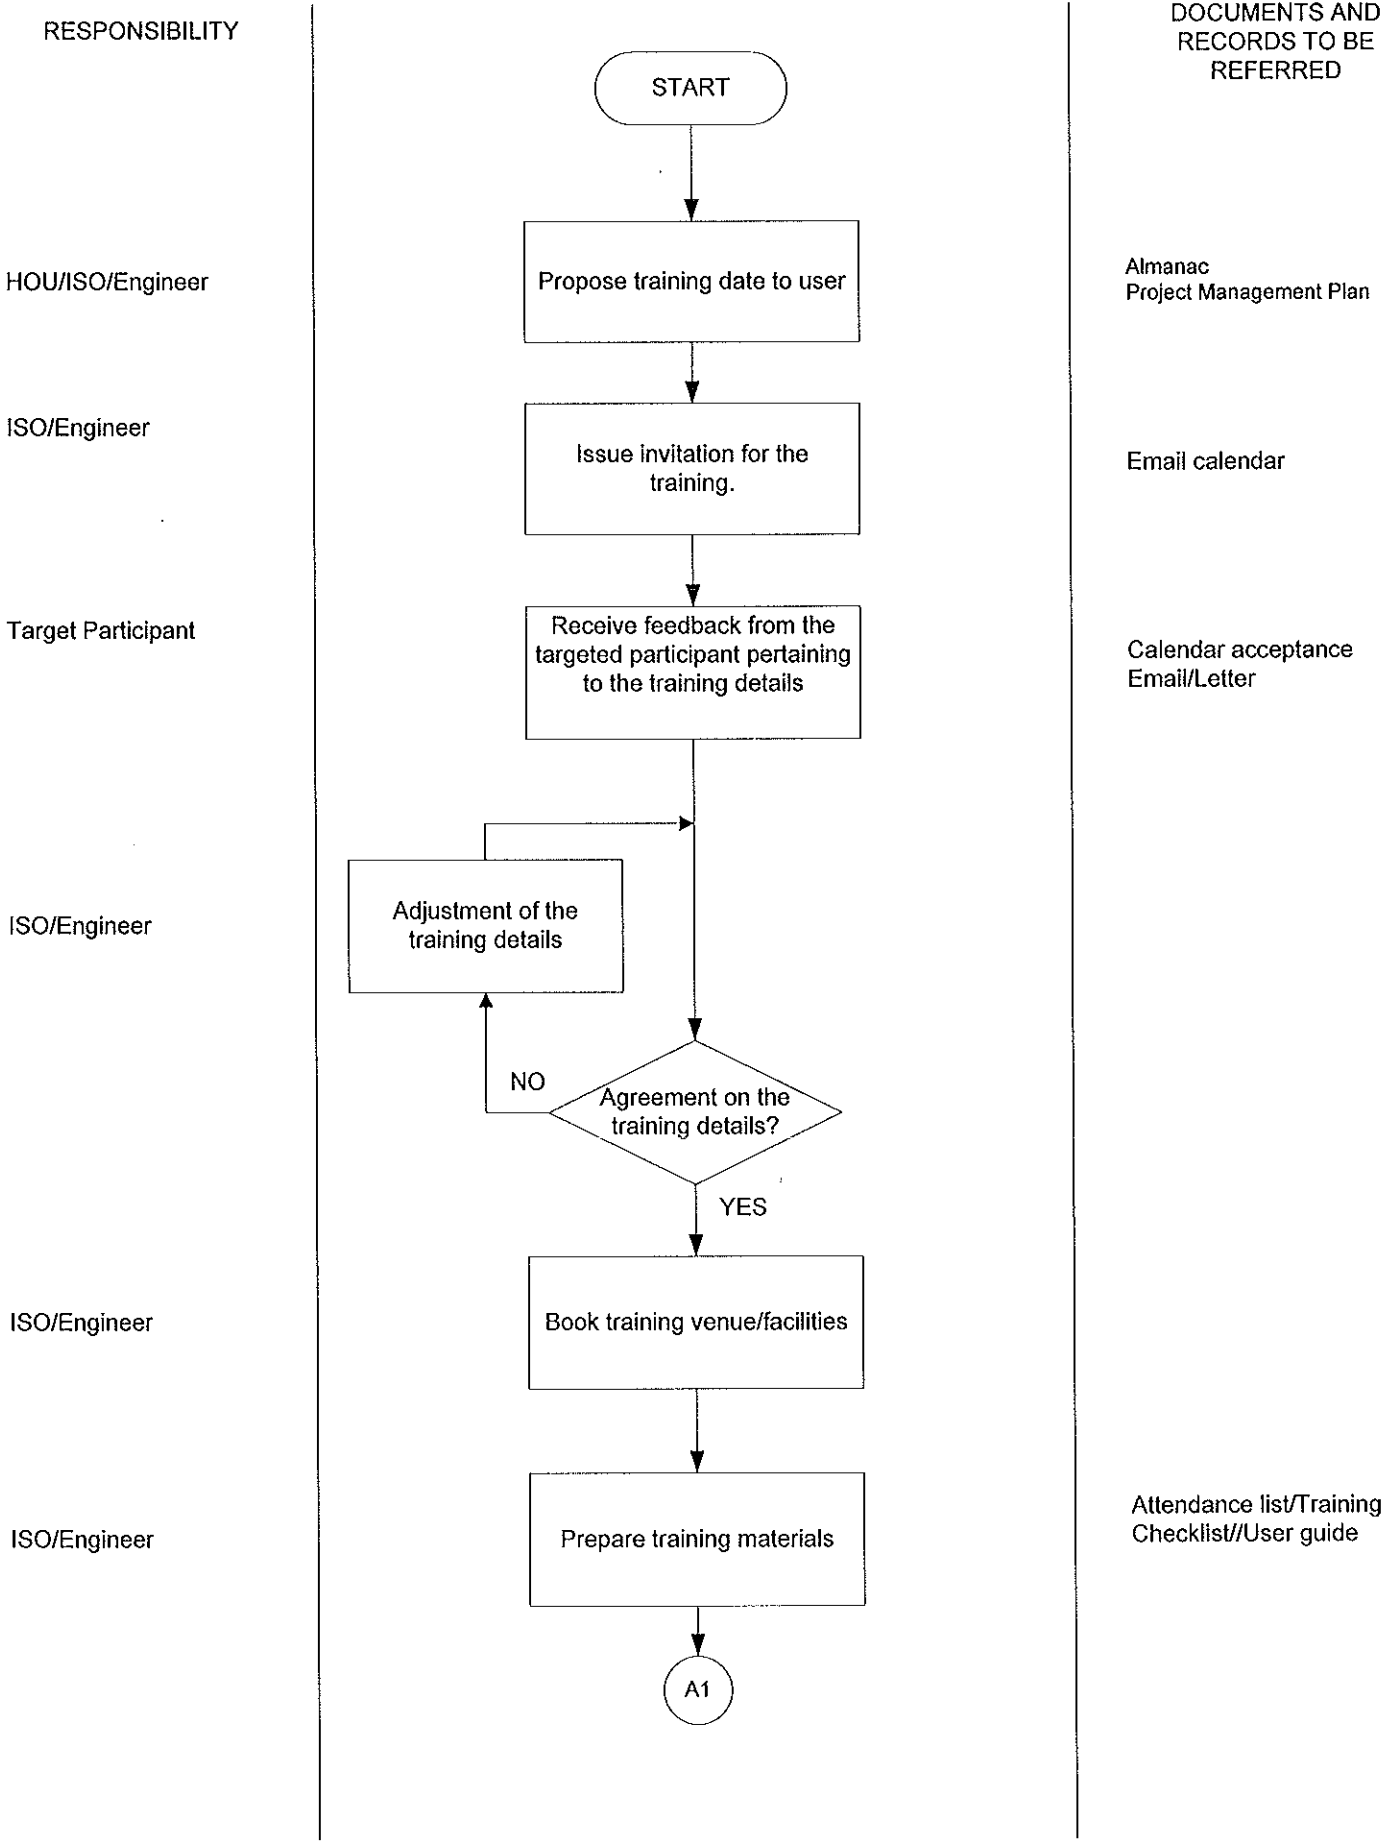 RESPONSIBILITY
DOCUMENTS AND
RECORDS TO BE
REFERRED
START
HOU/ISO/Engineer
Propose training date to user
Almanac
Project Management Plan
ISO/Engineer
Issue invitation for the
training.
Email calendar
Target Participant
Receive feedback from the
targeted participant pertaining
to the training details
Calendar acceptance
Email/Letter
ISO/Engineer
Adjustment of the
training details
NO
Agreement on the
training details?
YES
ISO/Engineer
Book training venue/facilities
ISO/Engineer
Prepare training materials
Attendance list/Training
Checklist//User guide
A1